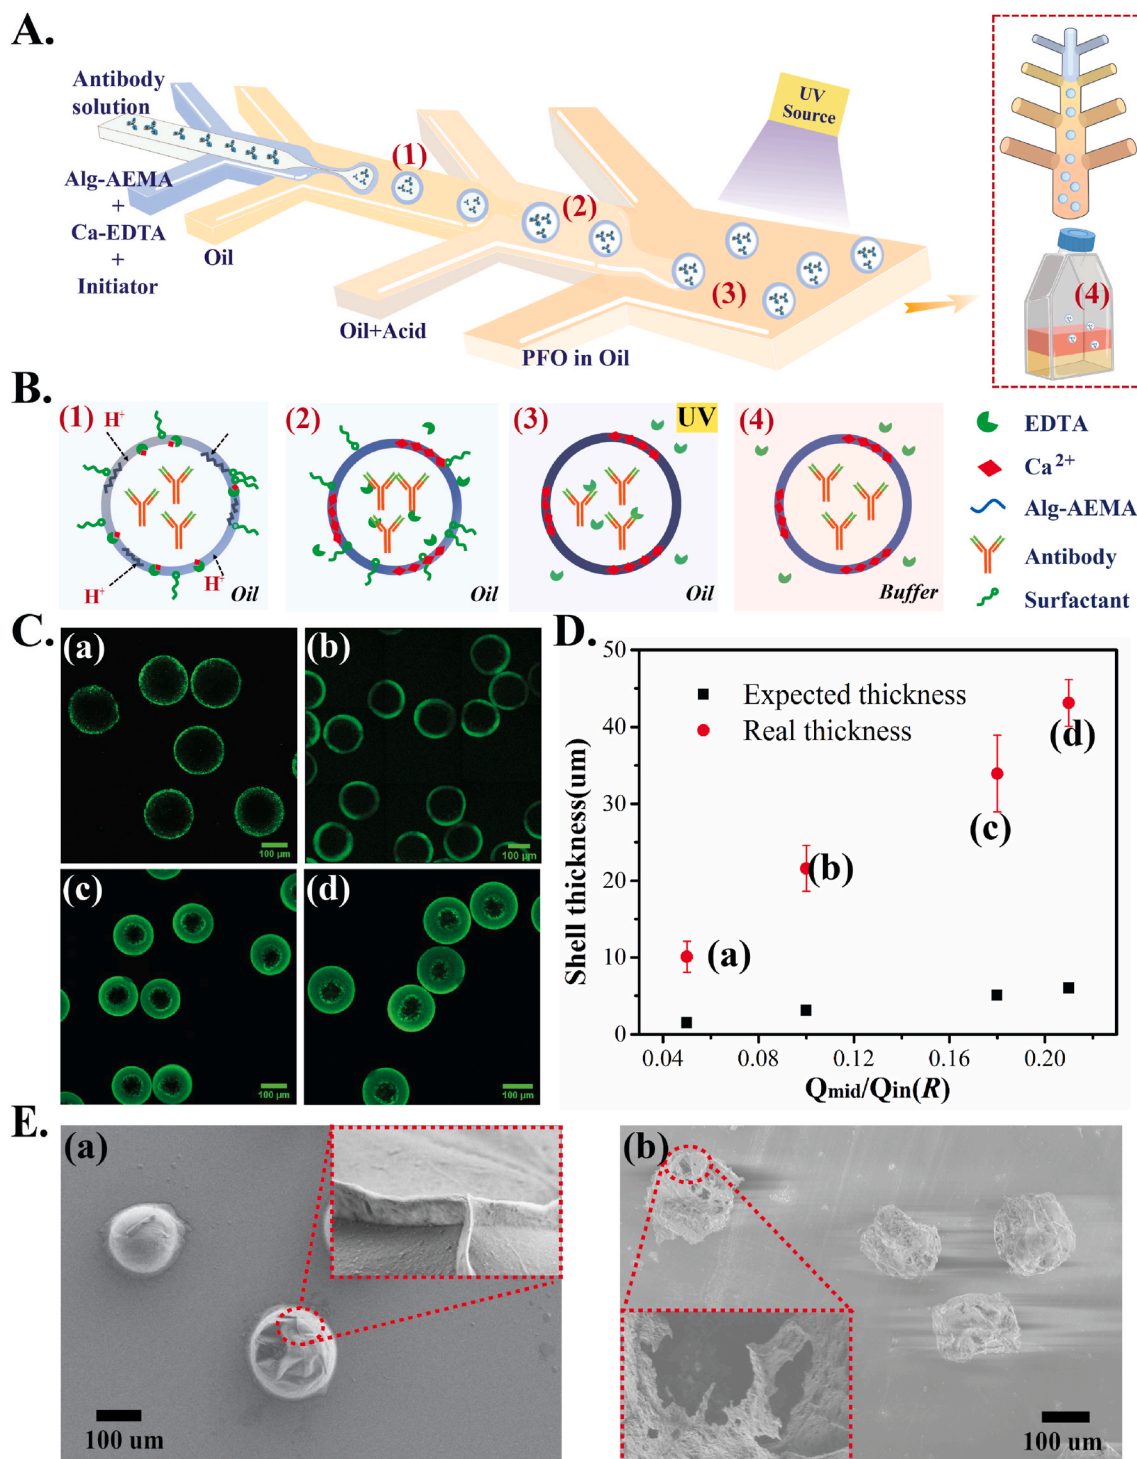 A.
Antibody
solution
Alg-AEMA
+
Ca-EDTA
+
Initiator
Oil
Oil+Acid
PFO in Oil
UV
Source
(1)
(2)
(3)
(4)
B.
(1)
H⁺
H⁺
H⁺
Oil
(2)
Oil
(3)
UV
Oil
(4)
Buffer
EDTA
Ca²⁺
Alg-AEMA
Antibody
Surfactant
C.
(a)
100 µm
(b)
100 µm
(c)
100 µm
(d)
100 µm
D.
Shell thickness(um)
50
40
30
20
10
0
Expected thickness
Real thickness
(a)
(b)
(c)
(d)
0.04 0.08 0.12 0.16 0.20
Qmid/Qin(R)
E.
(a)
100 um
(b)
100 um